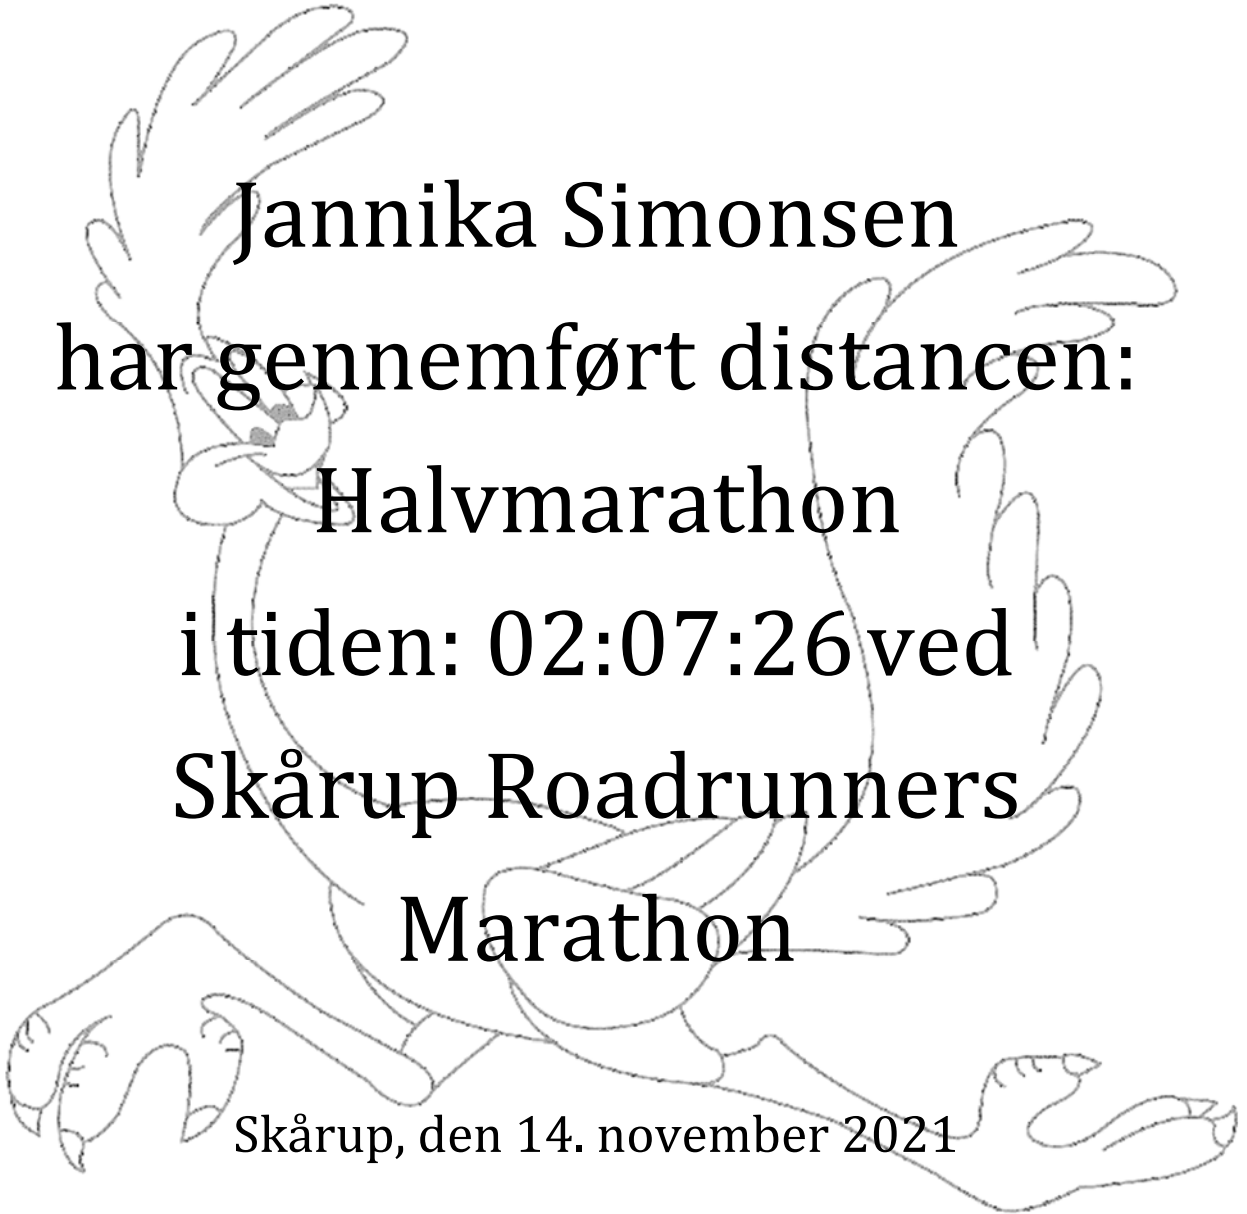 Jannika Simonsen
har gennemført distancen:
Halvmarathon
i tiden: 02:07:26 ved
Skårup Roadrunners
Marathon
Skårup, den 14. november 2021